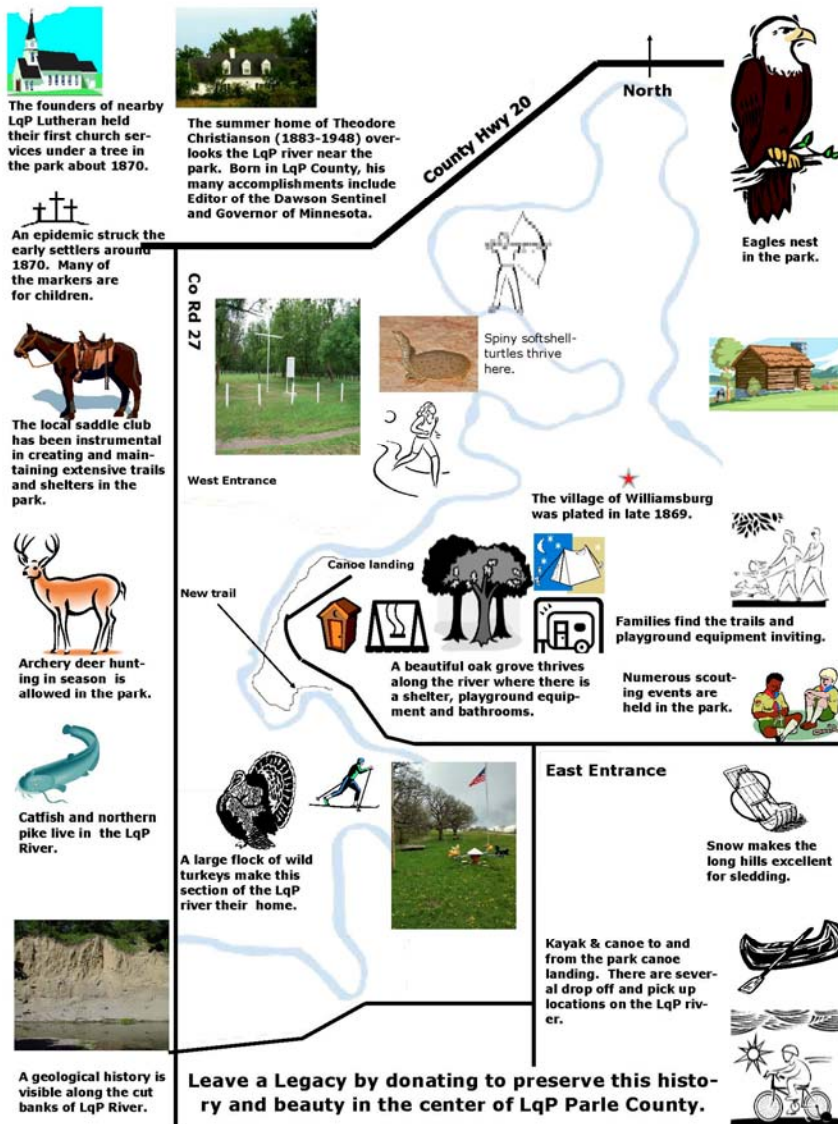 The founders of nearby
LqP Lutheran held
their first church ser-
vices under a tree in
the park about 1870.
The summer home of Theodore
Christianson (1883-1948) over-
looks the LqP river near the
park.  Born in LqP County, his
many accomplishments include
Editor of the Dawson Sentinel
and Governor of Minnesota.
County Hwy 20
North
Eagles nest
in the park.
An epidemic struck the
early settlers around
1870.  Many of
the markers are
for children.
Co Rd 27
Spiny softshell-
turtles thrive
here.
The local saddle club
has been instrumental
in creating and main-
taining extensive trails
and shelters in the
park.
West Entrance
The village of Williamsburg
was plated in late 1869.
Canoe landing
New trail
Families find the trails and
playground equipment inviting.
Archery deer hunt-
ing in season is
allowed in the park.
A beautiful oak grove thrives
along the river where there is
a shelter, playground equip-
ment and bathrooms.
Numerous scout-
ing events are
held in the park.
East Entrance
Catfish and northern
pike live in the LqP
River.
A large flock of wild
turkeys make this
section of the LqP
river their home.
Snow makes the
long hills excellent
for sledding.
Kayak & canoe to and
from the park canoe
landing.  There are sever-
al drop off and pick up
locations on the LqP riv-
er.
A geological history is
visible along the cut
banks of LqP River.
Leave a Legacy by donating to preserve this histo-
ry and beauty in the center of LqP Parle County.